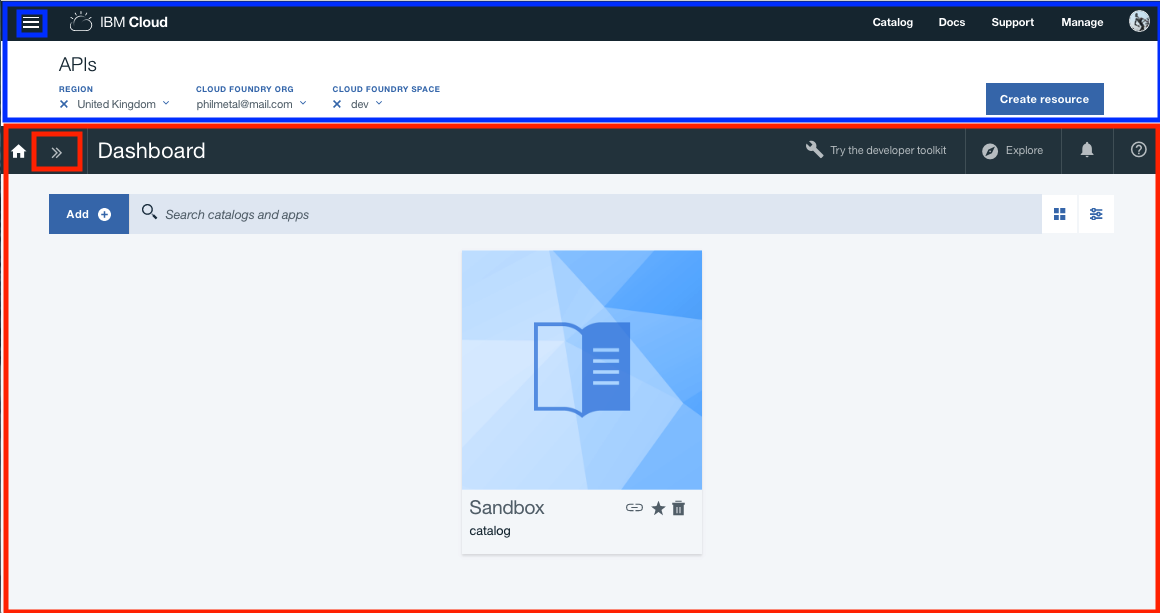 IBM Cloud Catalog Docs Support Manage
APIs
REGION CLOUD FOUNDRY ORG CLOUD FOUNDRY SPACE
United Kingdom philmetal@mail.com dev
Create resource
Dashboard Try the developer toolkit Explore
Add Search catalogs and apps
Sandbox
catalog